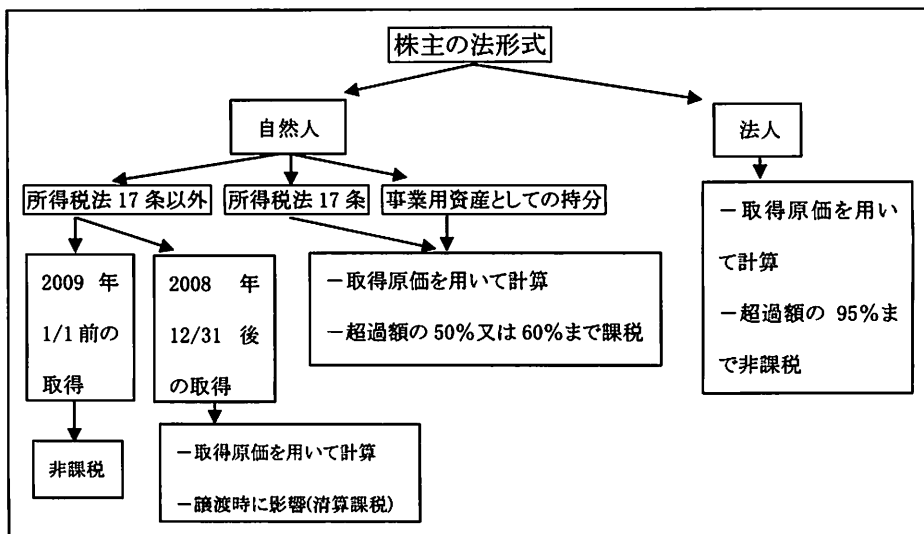 株主の法形式
自然人
法人
所得税法 17 条以外
所得税法 17 条
事業用資産としての持分
2009 年
1/1 前の
取得
2008 年
12/31 後
の取得
－取得原価を用いて計算
－超過額の 50%又は 60%まで課税
－取得原価を用い
て計算
－超過額の 95%ま
で非課税
非課税
－取得原価を用いて計算
－譲渡時に影響(清算課税)